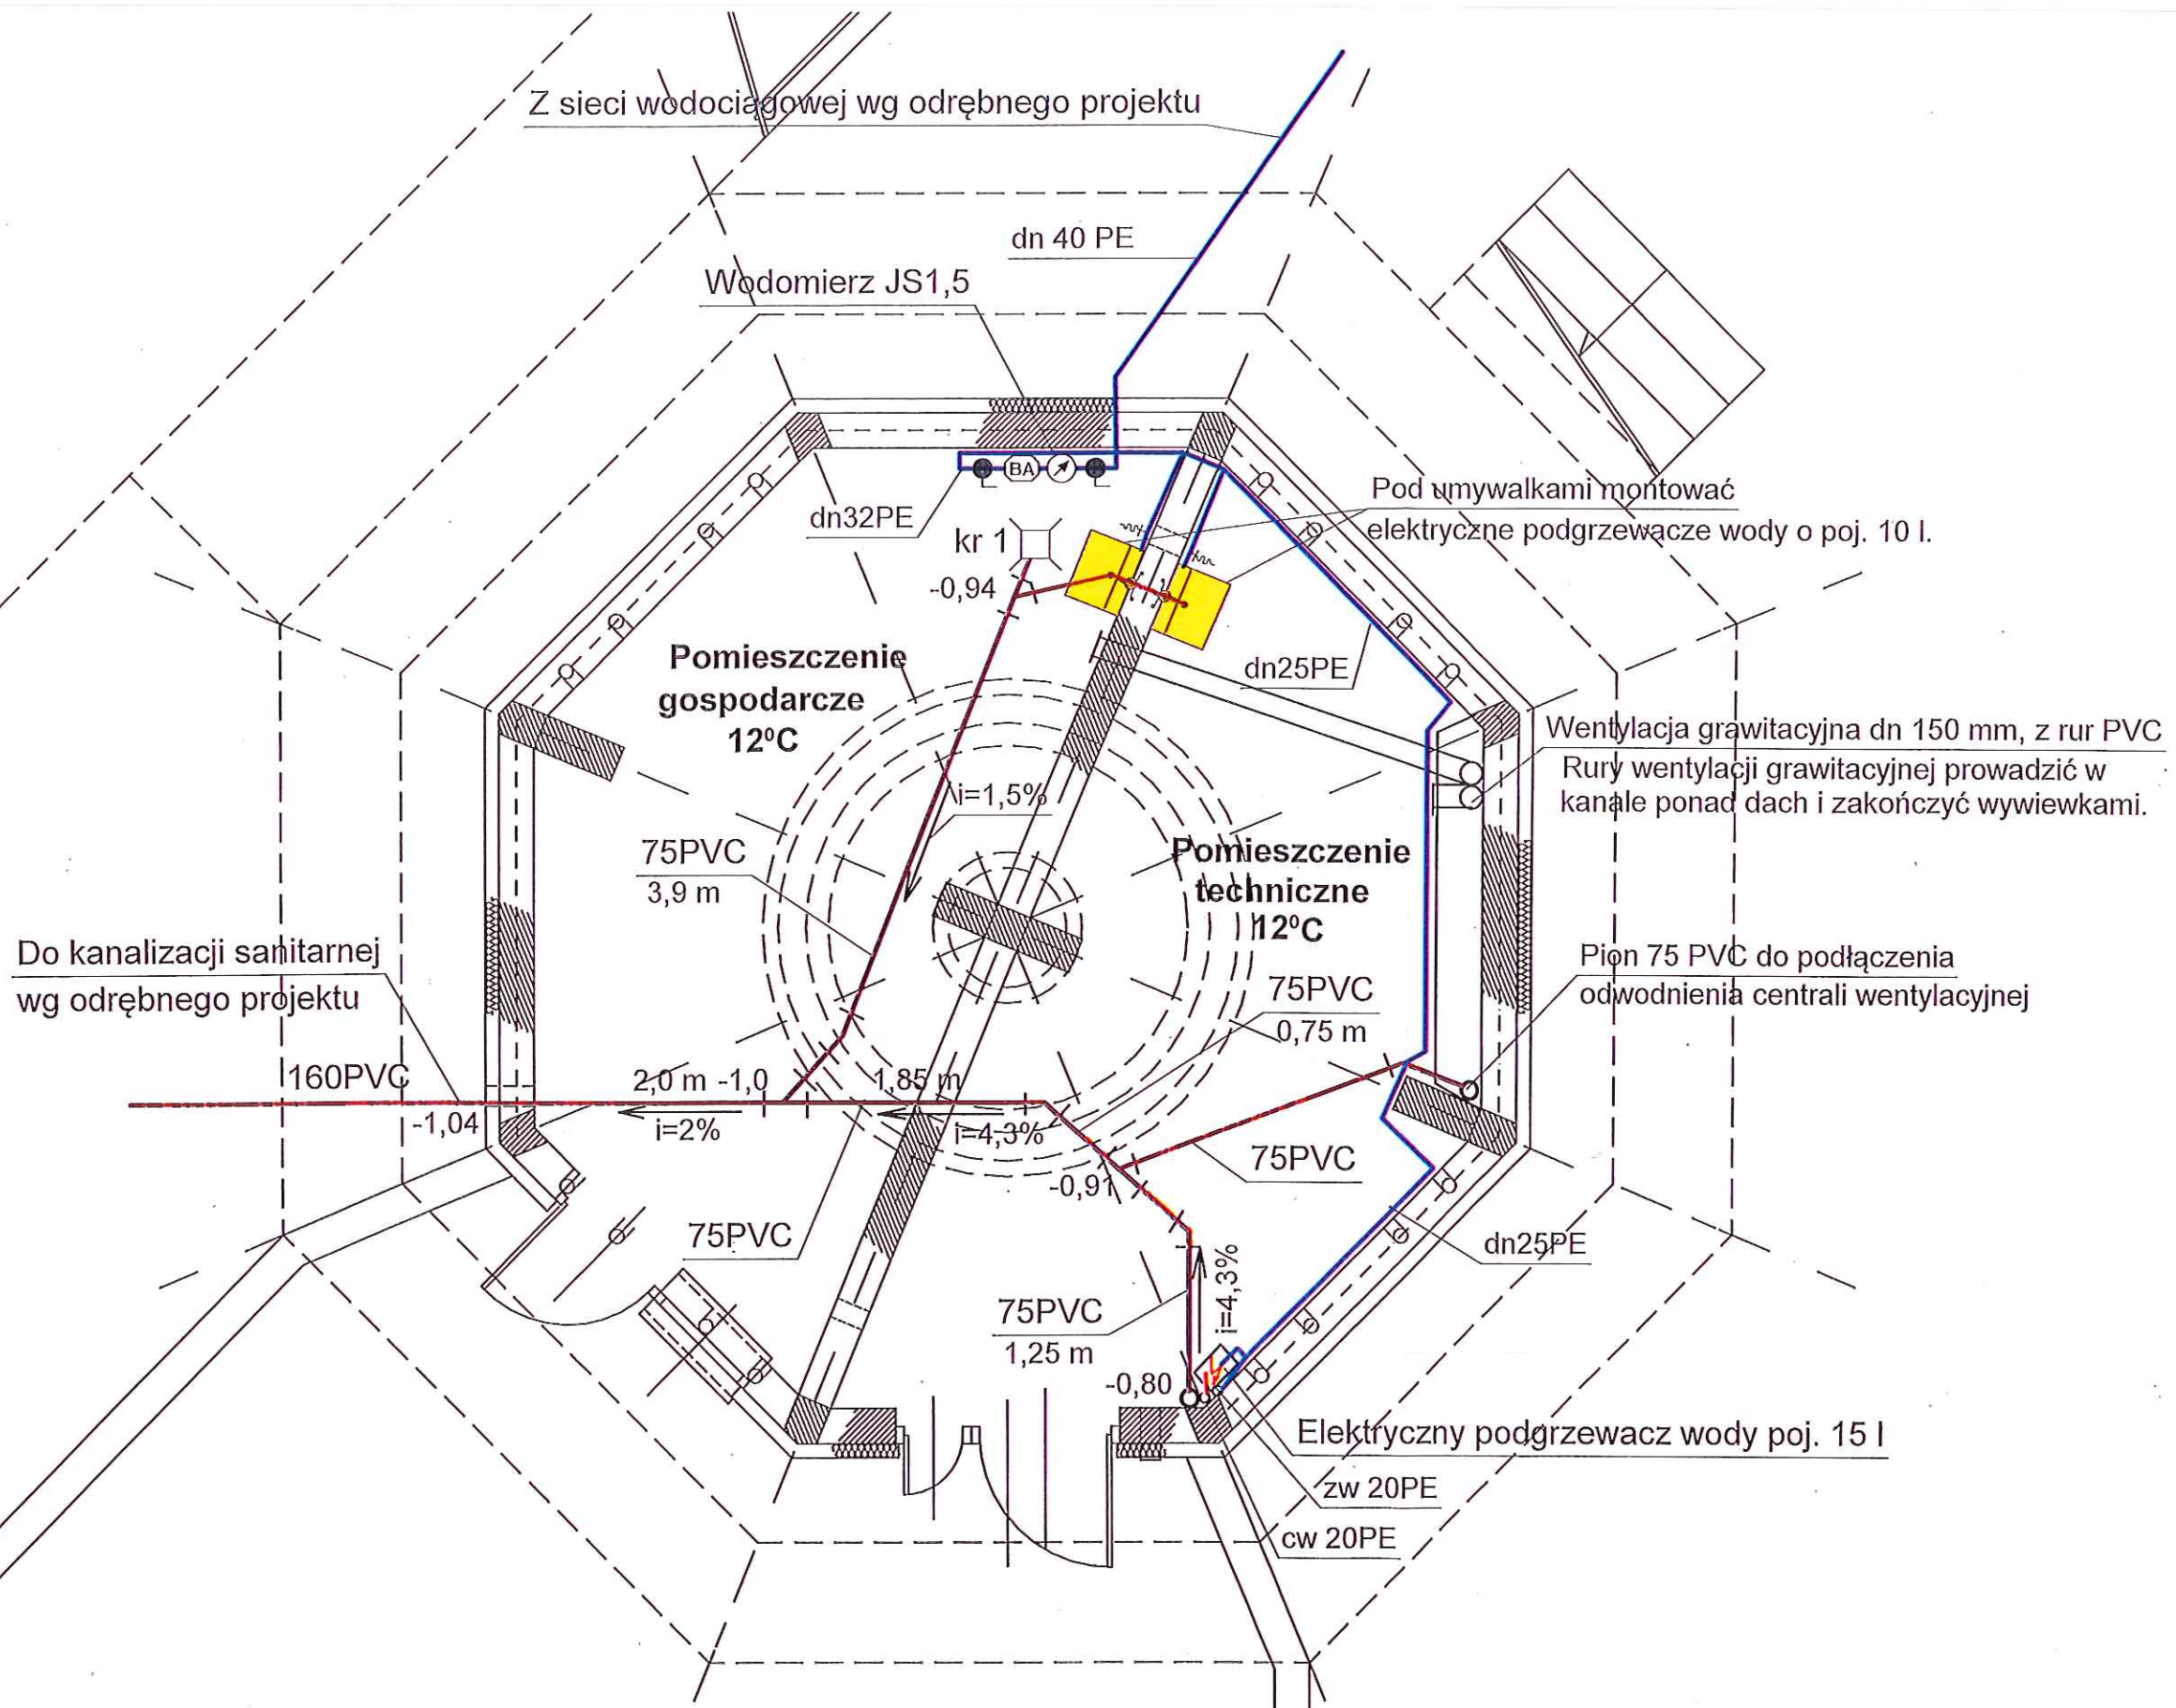 Z sieci wodociągowej wg odrębnego projektu
dn 40 PE
Wodomierz JS1,5
BA
dn32PE
kr 1
-0,94
Pod umywalkami montować
elektryczne podgrzewacze wody o poj. 10 l.
dn25PE
Pomieszczenie
gospodarcze
12⁰C
Wentylacja grawitacyjna dn 150 mm, z rur PVC
Rury wentylacji grawitacyjnej prowadzić w
kanale ponad dach i zakończyć wywiewkami.
i=1,5%
75PVC
3,9 m
Pomieszczenie
techniczne
12⁰C
Do kanalizacji sanitarnej
wg odrębnego projektu
Pion 75 PVC do podłączenia
odwodnienia centrali wentylacyjnej
75PVC
0,75 m
160PVC
2,0 m -1,0
1,85 m
-1,04
i=2%
i=4,3%
75PVC
-0,91
75PVC
dn25PE
i=4,3%
75PVC
1,25 m
-0,80
Elektryczny podgrzewacz wody poj. 15 l
zw 20PE
cw 20PE